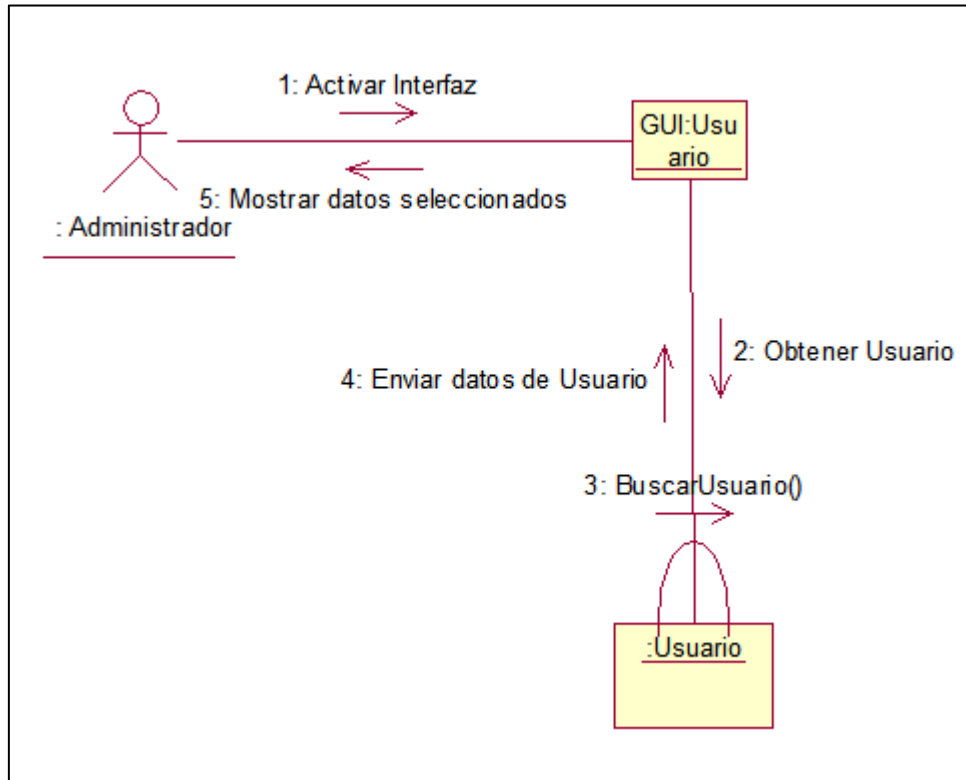 1: Activar Interfaz
GUI:Usu
ario
5: Mostrar datos seleccionados
: Administrador
2: Obtener Usuario
4: Enviar datos de Usuario
3: BuscarUsuario()
:Usuario